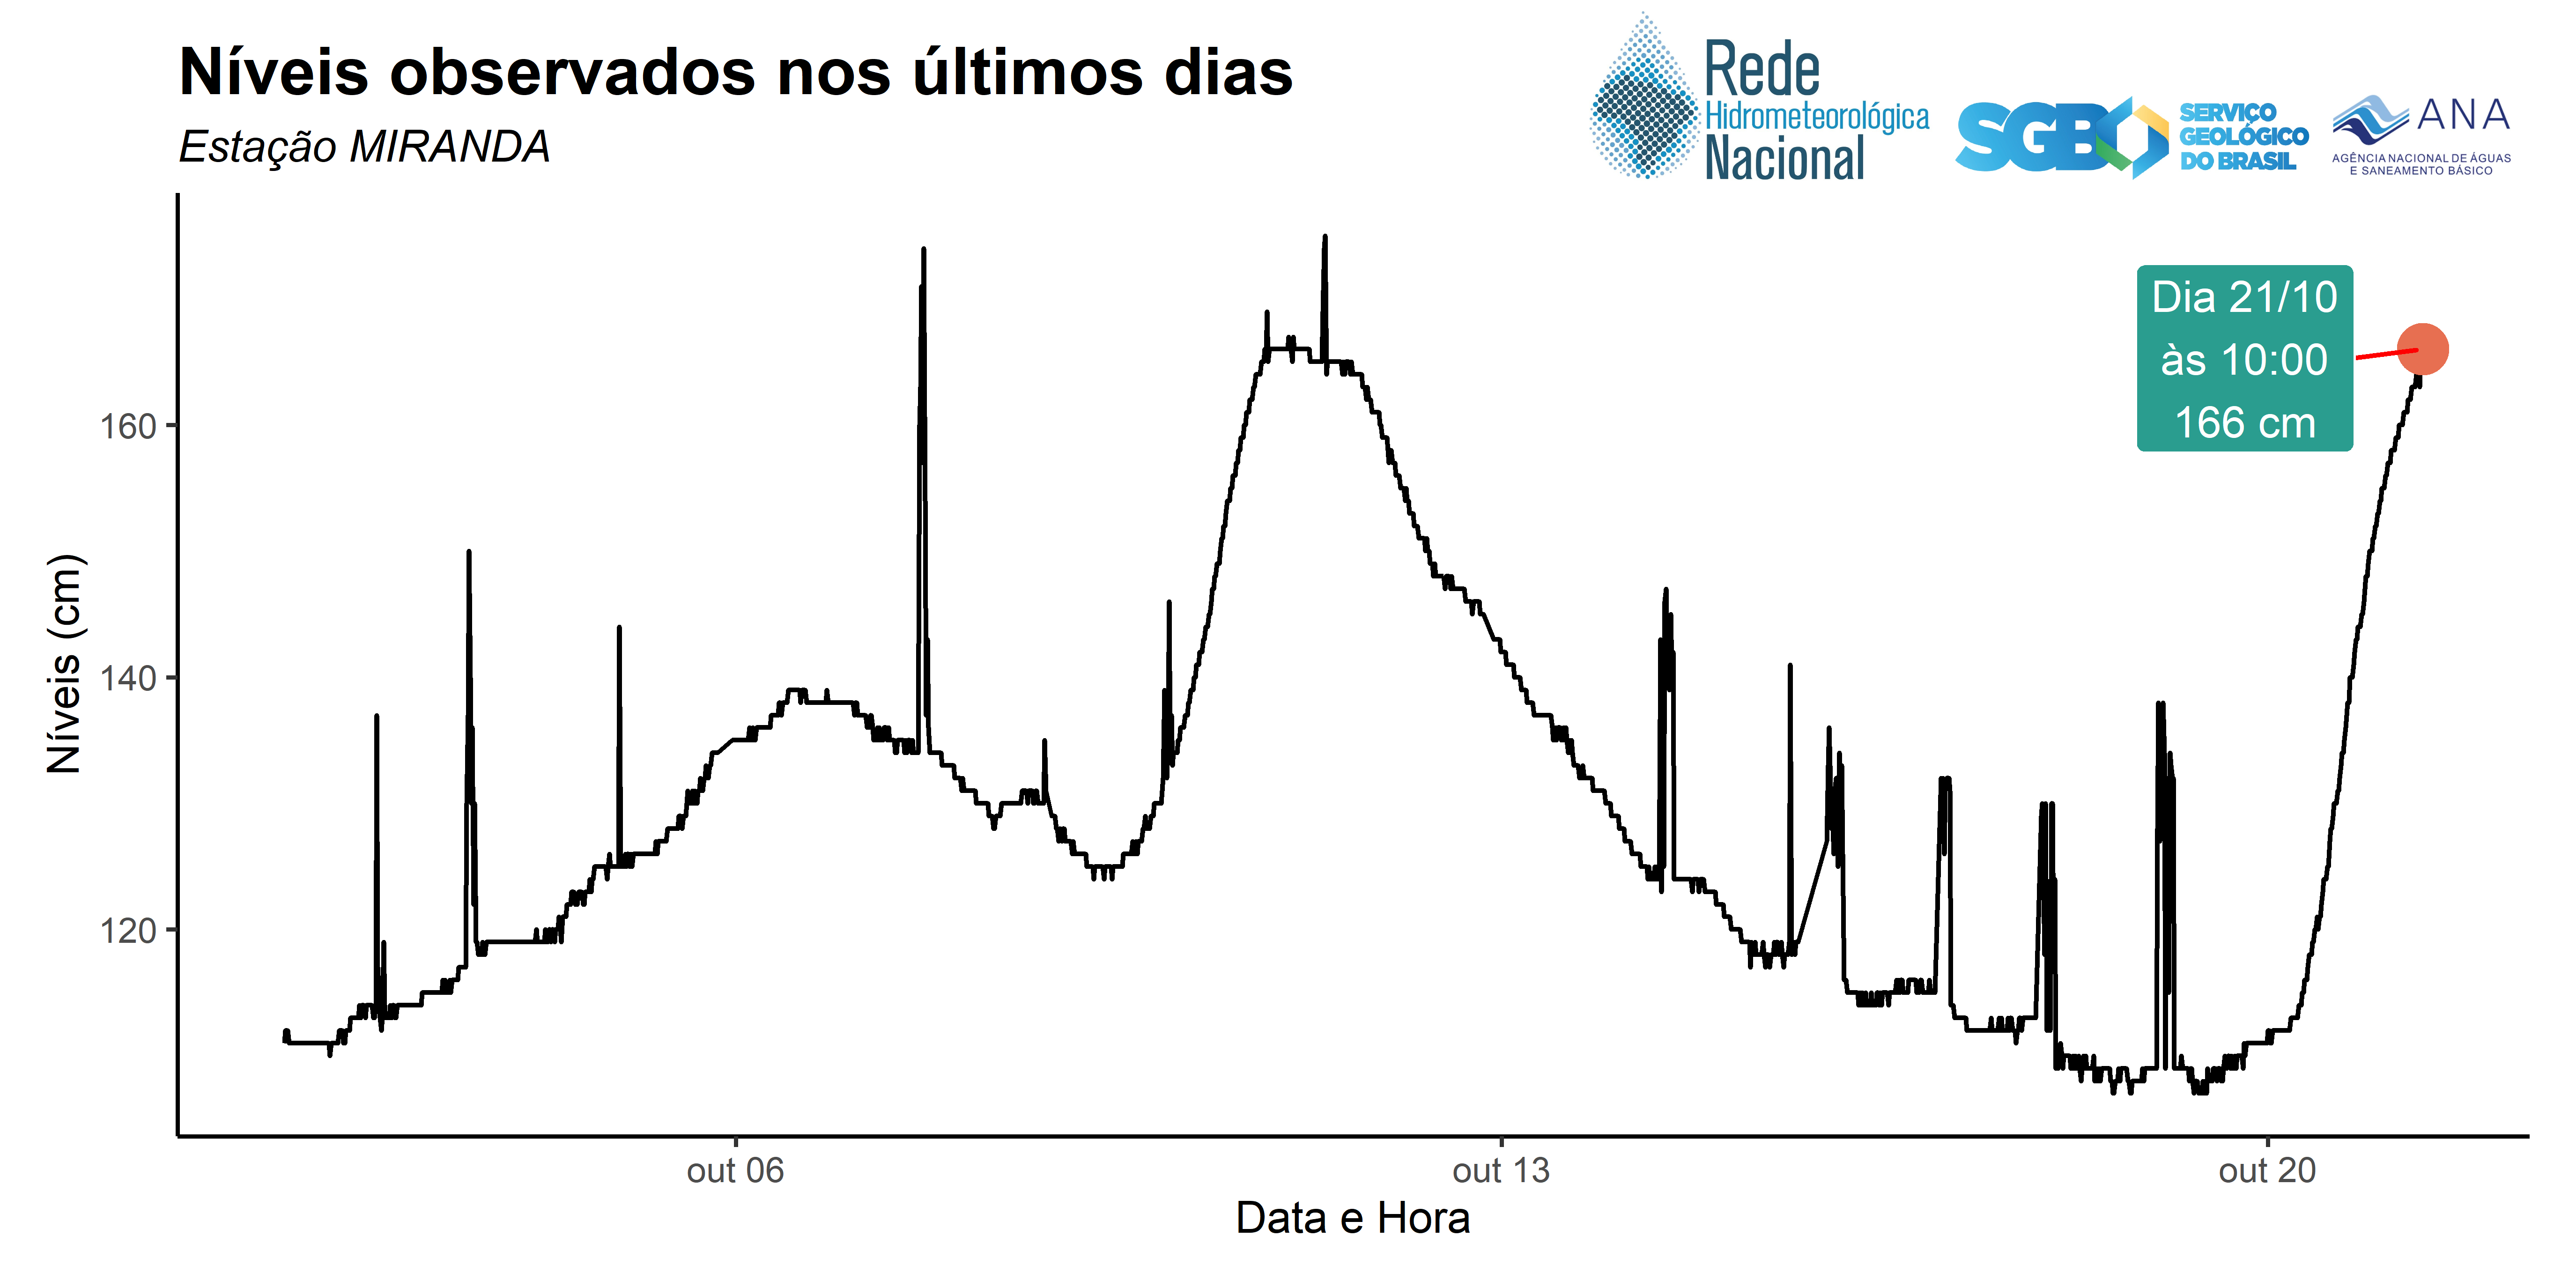 Níveis observados nos últimos dias
Estação MIRANDA
Rede
Hidrometeorológica
Nacional
SGB
SERVIÇO
GEOLÓGICO
DO BRASIL
ANA
AGÊNCIA NACIONAL DE ÁGUAS
E SANEAMENTO BÁSICO
Dia 21/10
às 10:00
166 cm
Níveis (cm)
160
140
120
out 06
out 13
out 20
Data e Hora